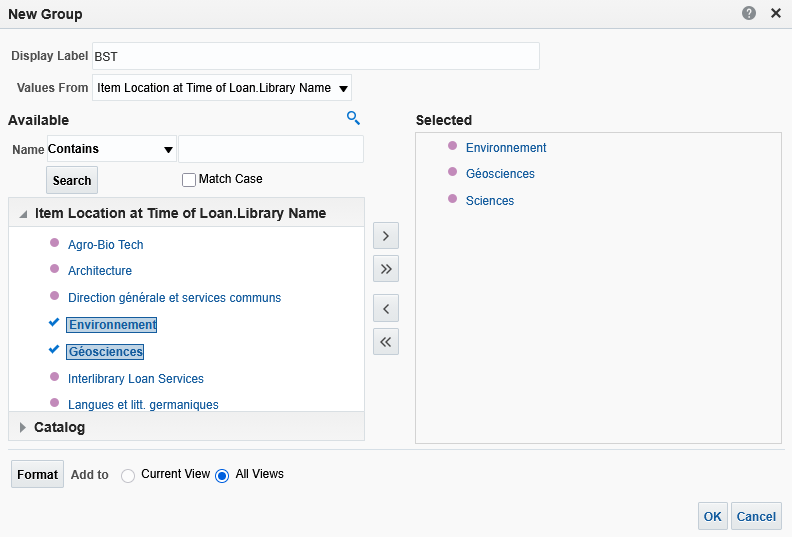 New Group
Display Label BST
Values From Item Location at Time of Loan.Library Name
Available
Name Contains
Search Match Case
Item Location at Time of Loan.Library Name
Agro-Bio Tech
Architecture
Direction générale et services communs
Environnement
Géosciences
Interlibrary Loan Services
Langues et litt. germaniques
Catalog
Selected
Environnement
Géosciences
Sciences
Format Add to Current View All Views
OK Cancel